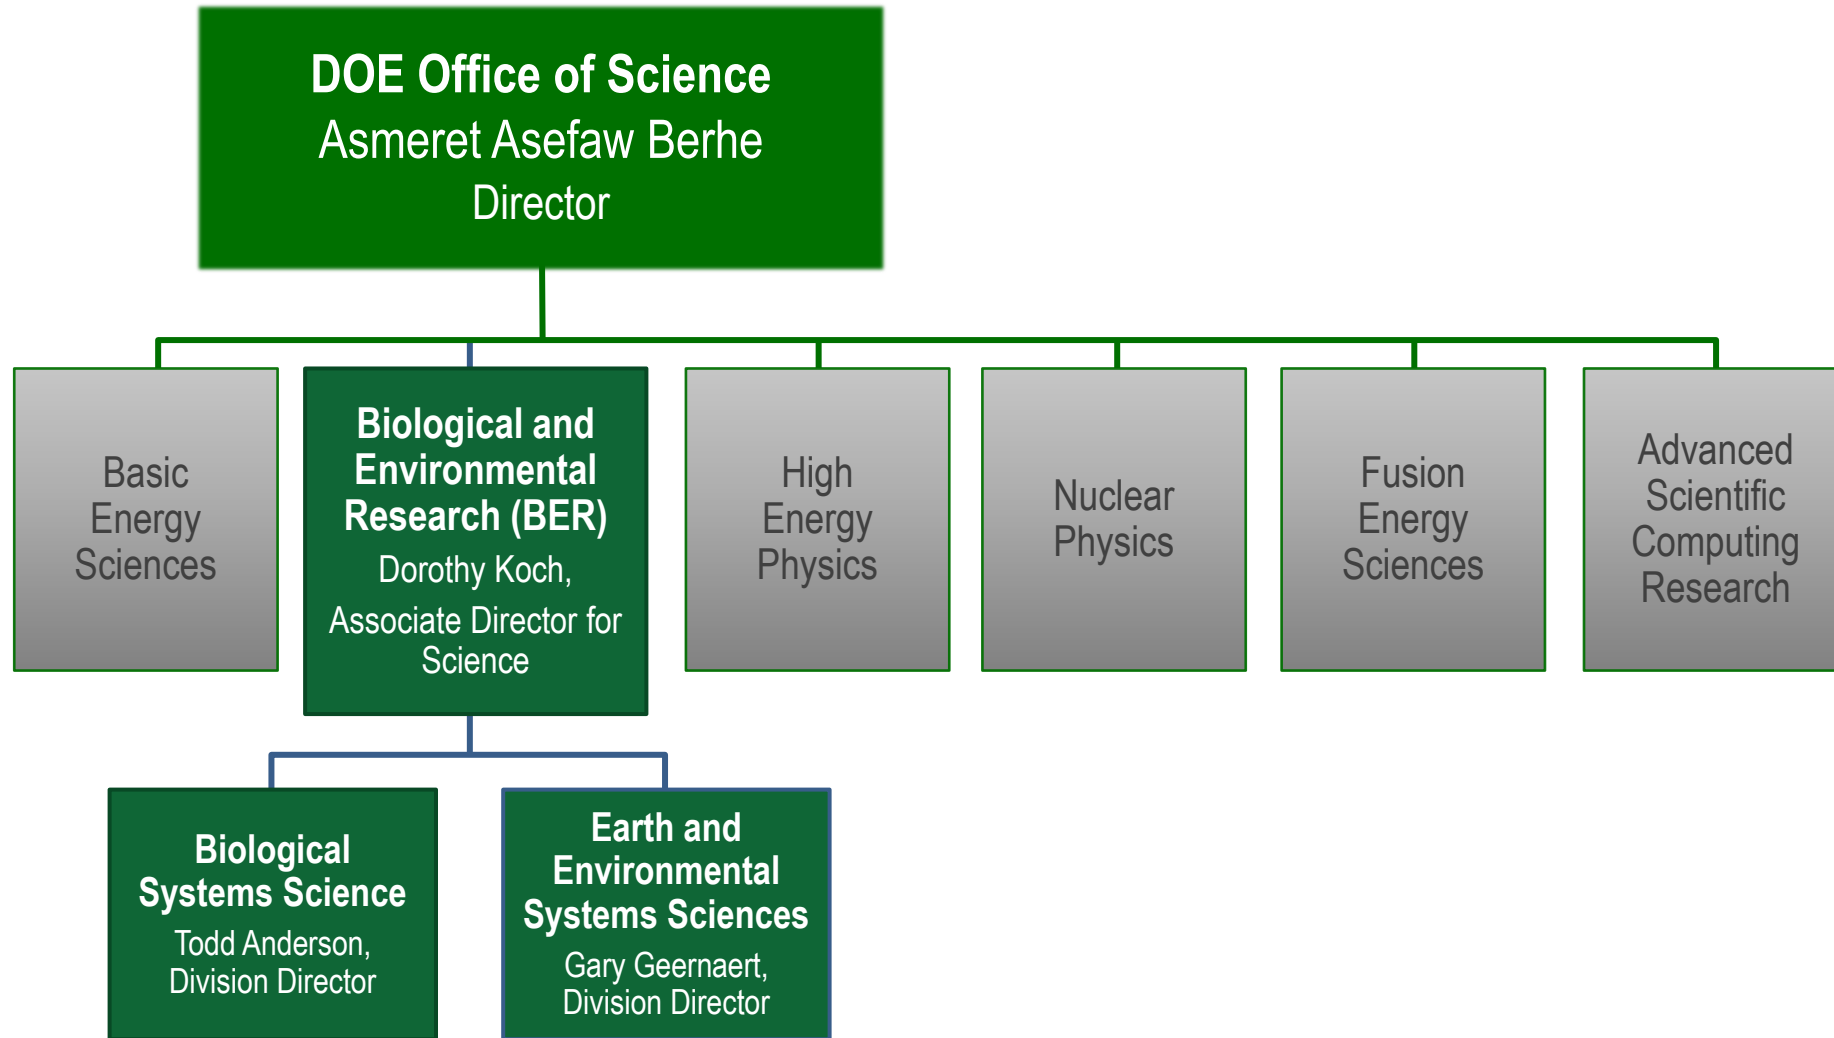 DOE Office of Science
Asmeret Asefaw Berhe
Director
Basic
Energy
Sciences
Biological and
Environmental
Research (BER)
Dorothy Koch,
Associate Director for
Science
High
Energy
Physics
Nuclear
Physics
Fusion
Energy
Sciences
Advanced
Scientific
Computing
Research
Biological
Systems Science
Todd Anderson,
Division Director
Earth and
Environmental
Systems Sciences
Gary Geernaert,
Division Director